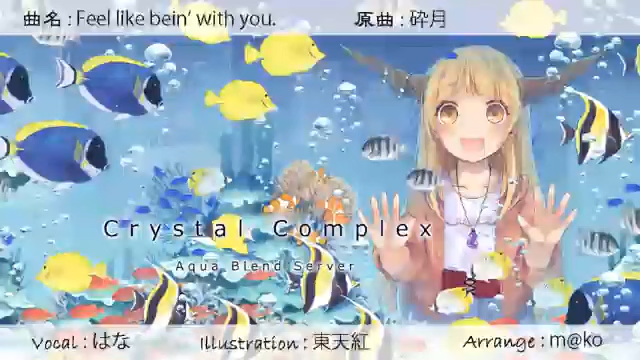 曲名 : Feel like bein' with you.
原曲 : 砕月
Crystal Complex
Aqua Blend Server
Vocal : はな
Illustration : 東天紅
Arrange : m@ko